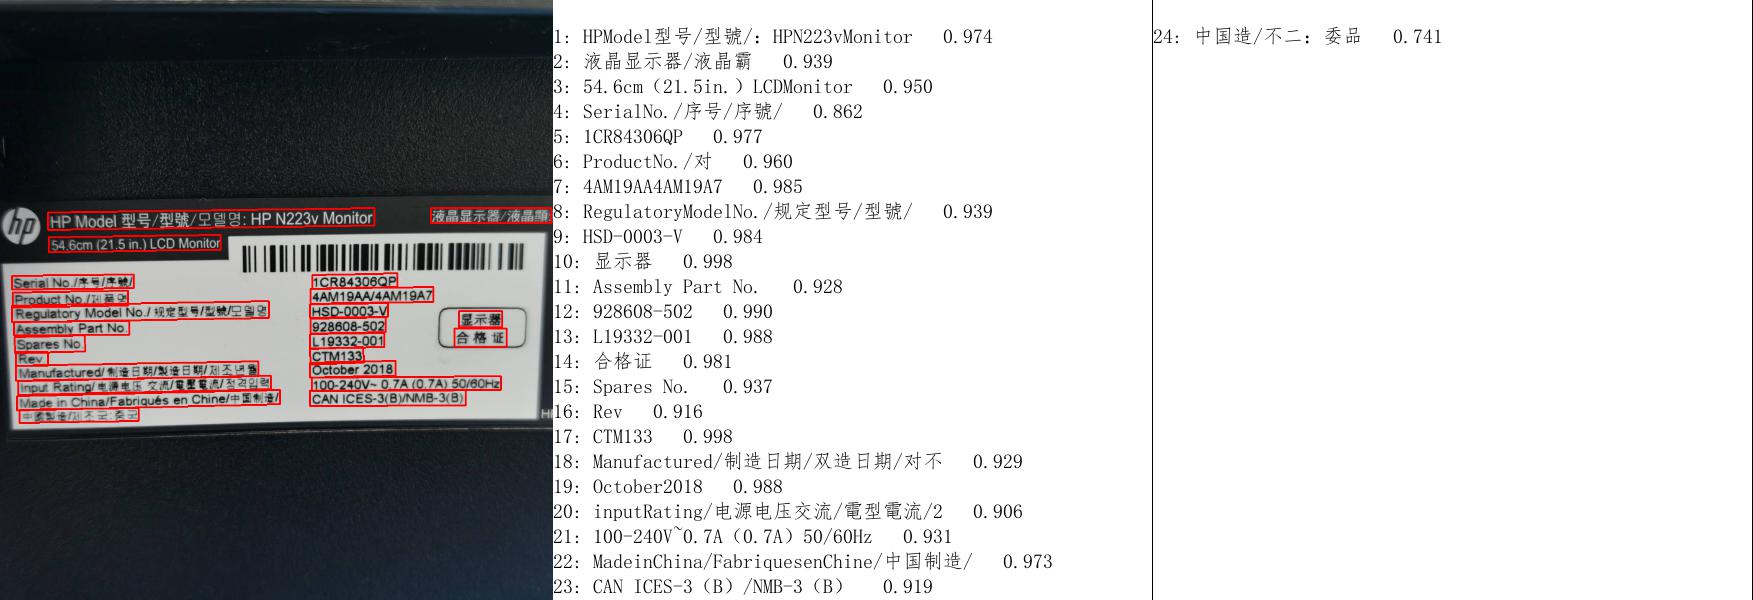 hp
HP Model 型号/型號/모델명: HP N223v Monitor 液晶显示器/液晶顯
54.6cm (21.5 in.) LCD Monitor
Serial No./序号/序號/ 1CR84306QP
Product No./제품명 4AM19AA/4AM19A7
Regulatory Model No./ 规定型号/型號/모델명 HSD-0003-V
Assembly Part No. 928608-502
Spares No. L19332-001
Rev. CTM133
Manufactured/制造日期/製造日期/제조년월 October 2018
Input Rating/电源电压 交流/電壓電流/정격입력 100-240V~ 0.7A (0.7A) 50/60Hz
Made in China/Fabriqués en Chine/中国制造/ CAN ICES-3(B)/NMB-3(B)
中國製造/제조국:중국
显示器
合格证
1: HPModel型号/型號/: HPN223vMonitor 0.974
2: 液晶显示器/液晶霸 0.939
3: 54.6cm（21.5in.）LCDMonitor 0.950
4: SerialNo./序号/序號/ 0.862
5: 1CR84306QP 0.977
6: ProductNo./对 0.960
7: 4AM19AA4AM19A7 0.985
8: RegulatoryModelNo./规定型号/型號/ 0.939
9: HSD-0003-V 0.984
10: 显示器 0.998
11: Assembly Part No. 0.928
12: 928608-502 0.990
13: L19332-001 0.988
14: 合格证 0.981
15: Spares No. 0.937
16: Rev 0.916
17: CTM133 0.998
18: Manufactured/制造日期/双造日期/对不 0.929
19: October2018 0.988
20: inputRating/电源电压交流/電型電流/2 0.906
21: 100-240V~0.7A（0.7A）50/60Hz 0.931
22: MadeinChina/FabriquesenChine/中国制造/ 0.973
23: CAN ICES-3（B）/NMB-3（B） 0.919
24: 中国造/不二: 委品 0.741